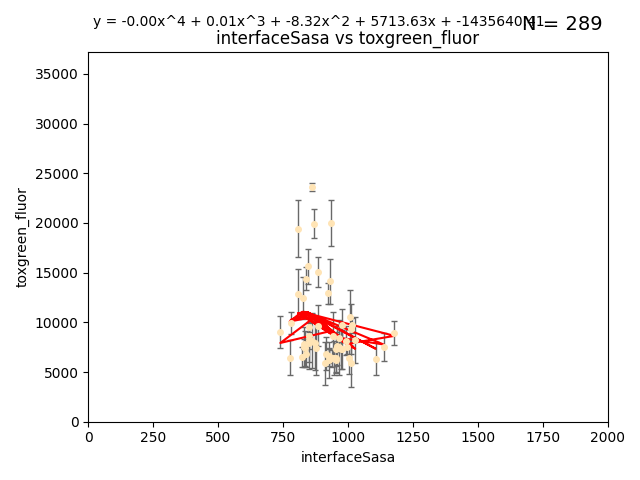 y = -0.00x^4 + 0.01x^3 + -8.32x^2 + 5713.63x +
N = 289
interfaceSasa vs toxgreen_fluor
35000
30000
25000
20000
15000
10000
5000
0
toxgreen_fluor
0 250 500 750 1000 1250 1500 1750 2000
interfaceSasa